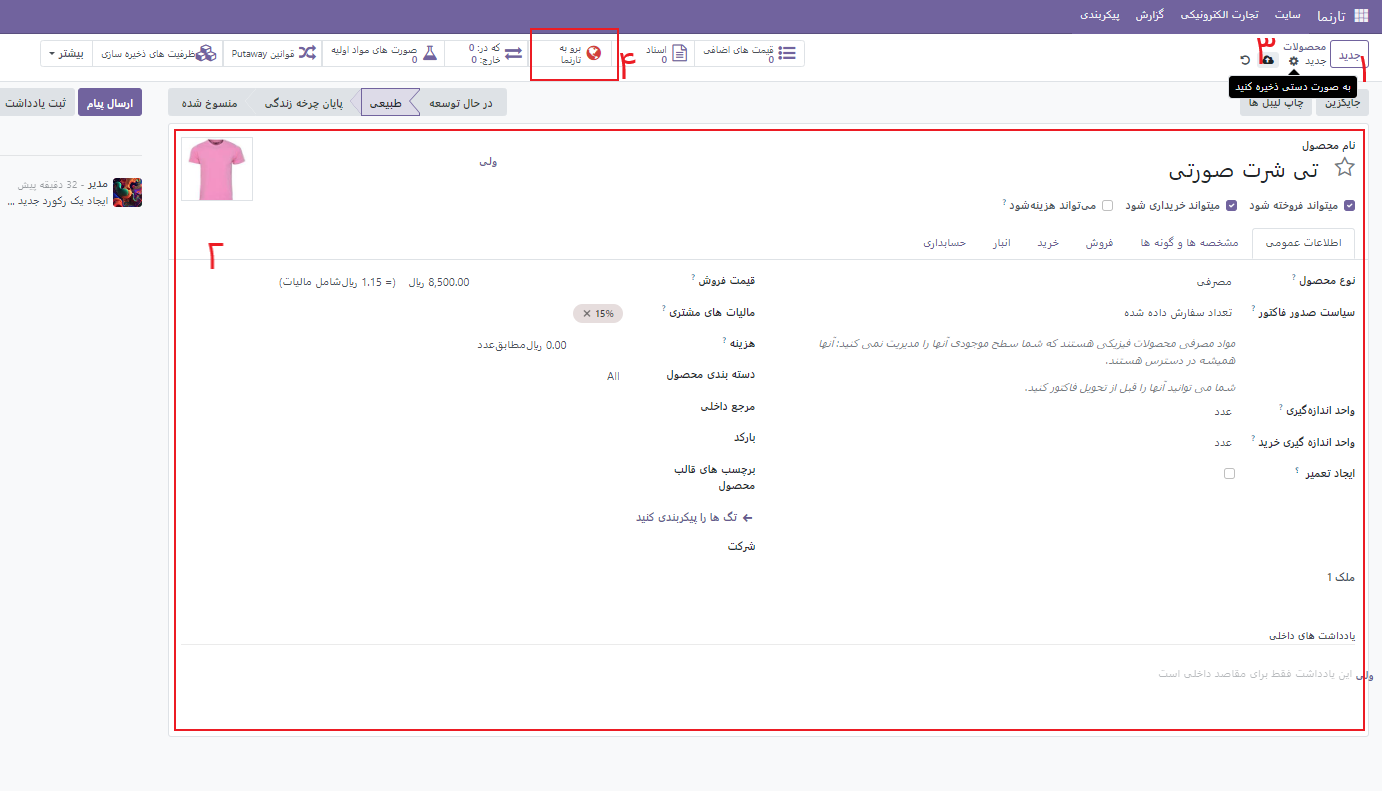 تارنما سایت تجارت الکترونیکی گزارش پیکربندی
جدید
۱
محصولات
جدید
۳
به صورت دستی ذخیره کنید
قیمت های اضافی
0
اسناد
0
۴
برو به
تارنما
که در: 0
خارج: 0
صورت های مواد اولیه
0
قوانین Putaway
ظرفیت های ذخیره سازی
بیشتر
جایگزین
چاپ لیبل ها
در حال توسعه
طبیعی
پایان چرخه زندگی
منسوخ شده
ارسال پیام
ثبت یادداشت
مدیر - 32 دقیقه پیش
ایجاد یک رکورد جدید ...
نام محصول
تی شرت صورتی
ولی
۲
میتواند فروخته شود
میتواند خریداری شود
می‌تواند هزینه‌شود ?
اطلاعات عمومی
مشخصه ها و گونه ها
فروش
خرید
انبار
حسابداری
نوع محصول ?
مصرفی
سیاست صدور فاکتور ?
تعداد سفارش داده شده
مواد مصرفی محصولات فیزیکی هستند که شما سطح موجودی آنها را مدیریت نمی کنید: آنها
همیشه در دسترس هستند.
شما می توانید آنها را قبل از تحویل فاکتور کنید.
واحد اندازه‌گیری ?
عدد
واحد اندازه گیری خرید ?
عدد
ایجاد تعمیر ?
قیمت فروش ?
8,500.00 ریال (= 1.15 ریال‌شامل مالیات)
مالیات های مشتری ?
15% ×
هزینه ?
0.00 ریال‌مطابق‌عدد
دسته بندی محصول
All
مرجع داخلی
بارکد
برچسب های قالب
محصول
تگ ها را پیکربندی کنید
شرکت
ملک 1
یادداشت های داخلی
این یادداشت فقط برای مقاصد داخلی است
ولی